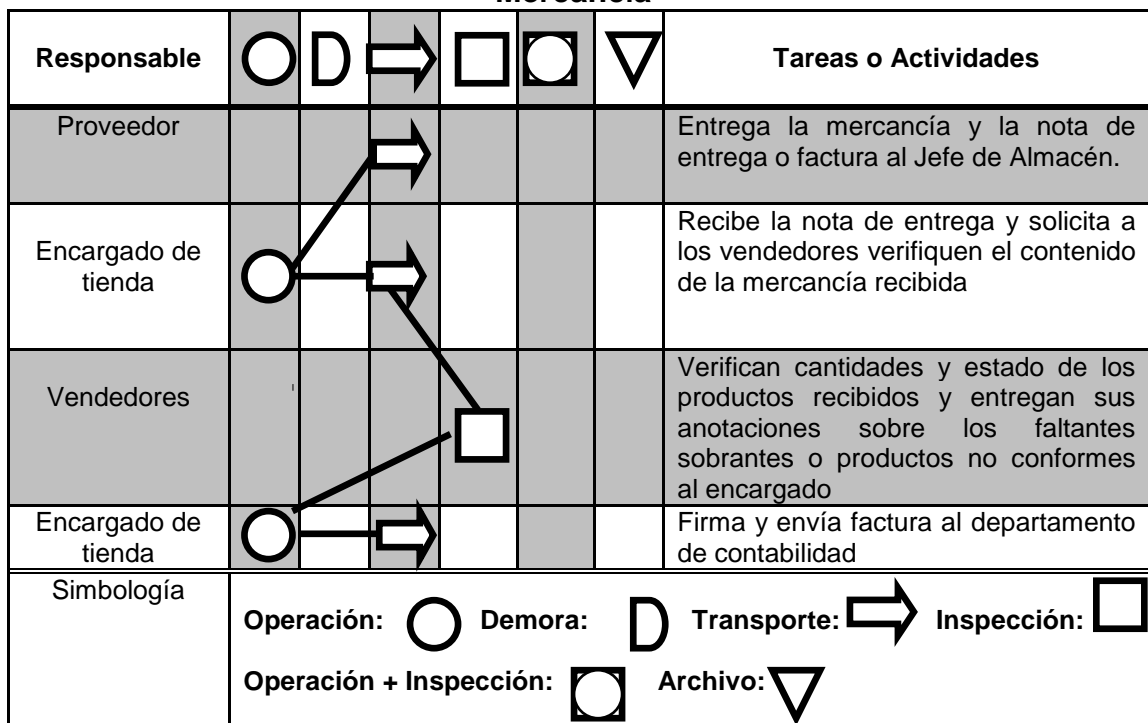 Mercancía
Responsable
Tareas o Actividades
Proveedor
Entrega la mercancía y la nota de
entrega o factura al Jefe de Almacén.
Encargado de
tienda
Recibe la nota de entrega y solicita a
los vendedores verifiquen el contenido
de la mercancía recibida
Vendedores
Verifican cantidades y estado de los
productos recibidos y entregan sus
anotaciones sobre los faltantes
sobrantes o productos no conformes
al encargado
Encargado de
tienda
Firma y envía factura al departamento
de contabilidad
Simbología
Operación: Demora: Transporte: Inspección:
Operación + Inspección: Archivo: